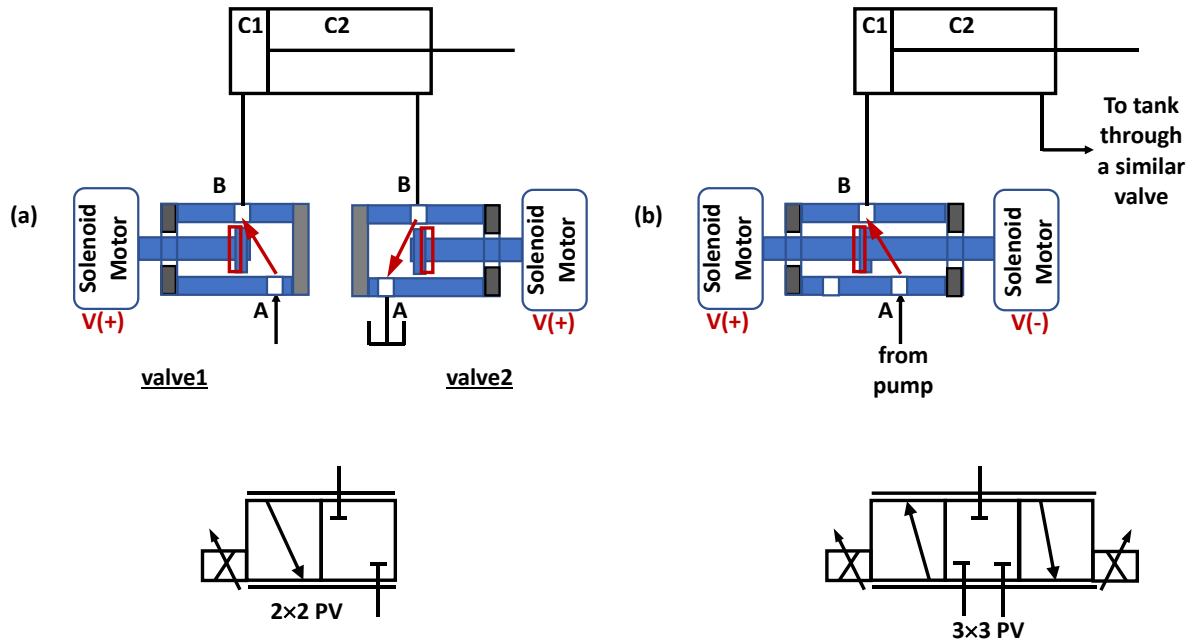 (a)
C1 C2
B
B
Solenoid
Motor
V(+)
A
A
Solenoid
Motor
V(+)
valve1
valve2
2×2 PV
(b)
C1 C2
To tank
through
a similar
valve
B
Solenoid
Motor
V(+)
A
Solenoid
Motor
V(-)
from
pump
3×3 PV